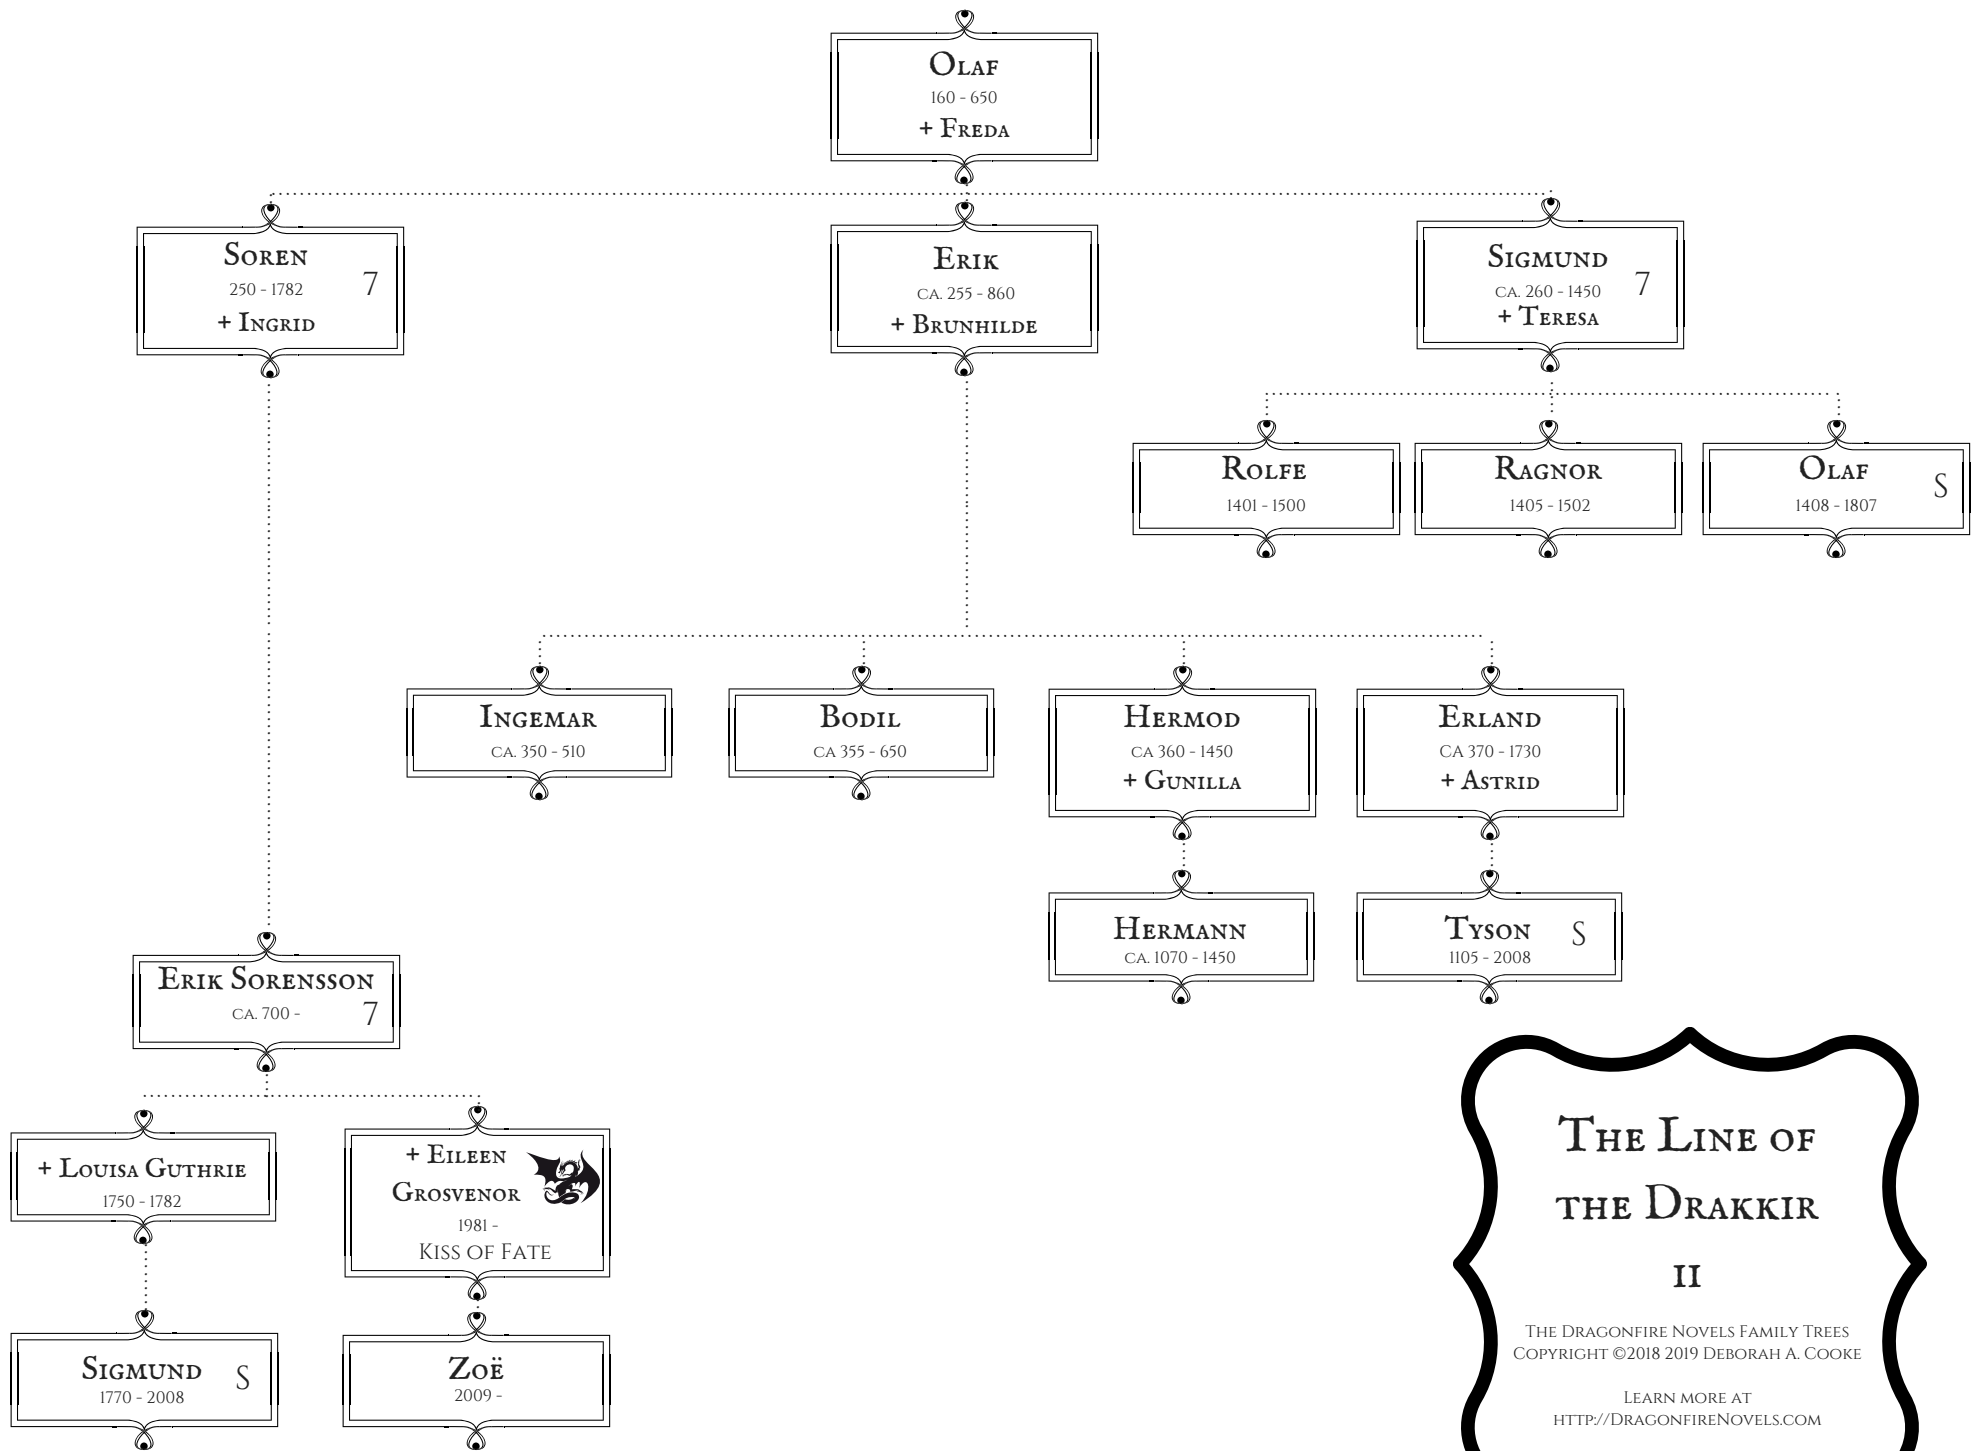 Olaf
160 - 650
+ Freda
Soren
250 - 1782
+ Ingrid
7
Erik
ca. 255 - 860
+ Brunhilde
Sigmund
ca. 260 - 1450
+ Teresa
7
Rolfe
1401 - 1500
Ragnor
1405 - 1502
Olaf
1408 - 1807
S
Ingemar
ca. 350 - 510
Bodil
ca 355 - 650
Hermod
ca 360 - 1450
+ Gunilla
Erland
ca 370 - 1730
+ Astrid
Hermann
ca. 1070 - 1450
Tyson
1105 - 2008
S
Erik Sorensson
ca. 700 -
7
+ Louisa Guthrie
1750 - 1782
+ Eileen
Grosvenor
1981 -
Kiss of Fate
Sigmund
1770 - 2008
S
Zoë
2009 -
The Line of
the Drakkir
II
The Dragonfire Novels Family Trees
Copyright ©2018 2019 Deborah A. Cooke
Learn more at
http://DragonfireNovels.com